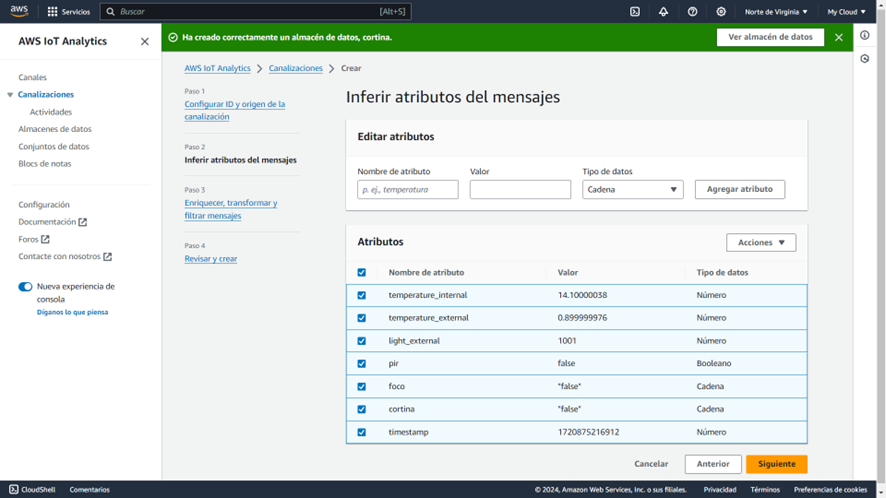 aws
Servicios
Buscar
[Alt+S]
Norte de Virginia
My Cloud
AWS IoT Analytics
Canales
Canalizaciones
Actividades
Almacenes de datos
Conjuntos de datos
Blocs de notas
Configuración
Documentación
Foros
Contacte con nosotros
Nueva experiencia de
consola
Díganos lo que piensa
Ha creado correctamente un almacén de datos, cortina.
Ver almacén de datos
AWS IoT Analytics
Canalizaciones
Crear
Paso 1
Configurar ID y origen de la
canalización
Paso 2
Inferir atributos del mensajes
Paso 3
Enriquecer, transformar y
filtrar mensajes
Paso 4
Revisar y crear
Inferir atributos del mensajes
Editar atributos
Nombre de atributo Valor Tipo de datos
p. ej., temperatura Cadena Agregar atributo
Atributos Acciones
Nombre de atributo Valor Tipo de datos
temperature_internal 14.10000038 Número
temperature_external 0.899999976 Número
light_external 1001 Número
pir false Booleano
foco "false" Cadena
cortina "false" Cadena
timestamp 1720875216912 Número
Cancelar Anterior Siguiente
CloudShell Comentarios © 2024, Amazon Web Services, Inc. o sus filiales. Privacidad Términos Preferencias de cookies